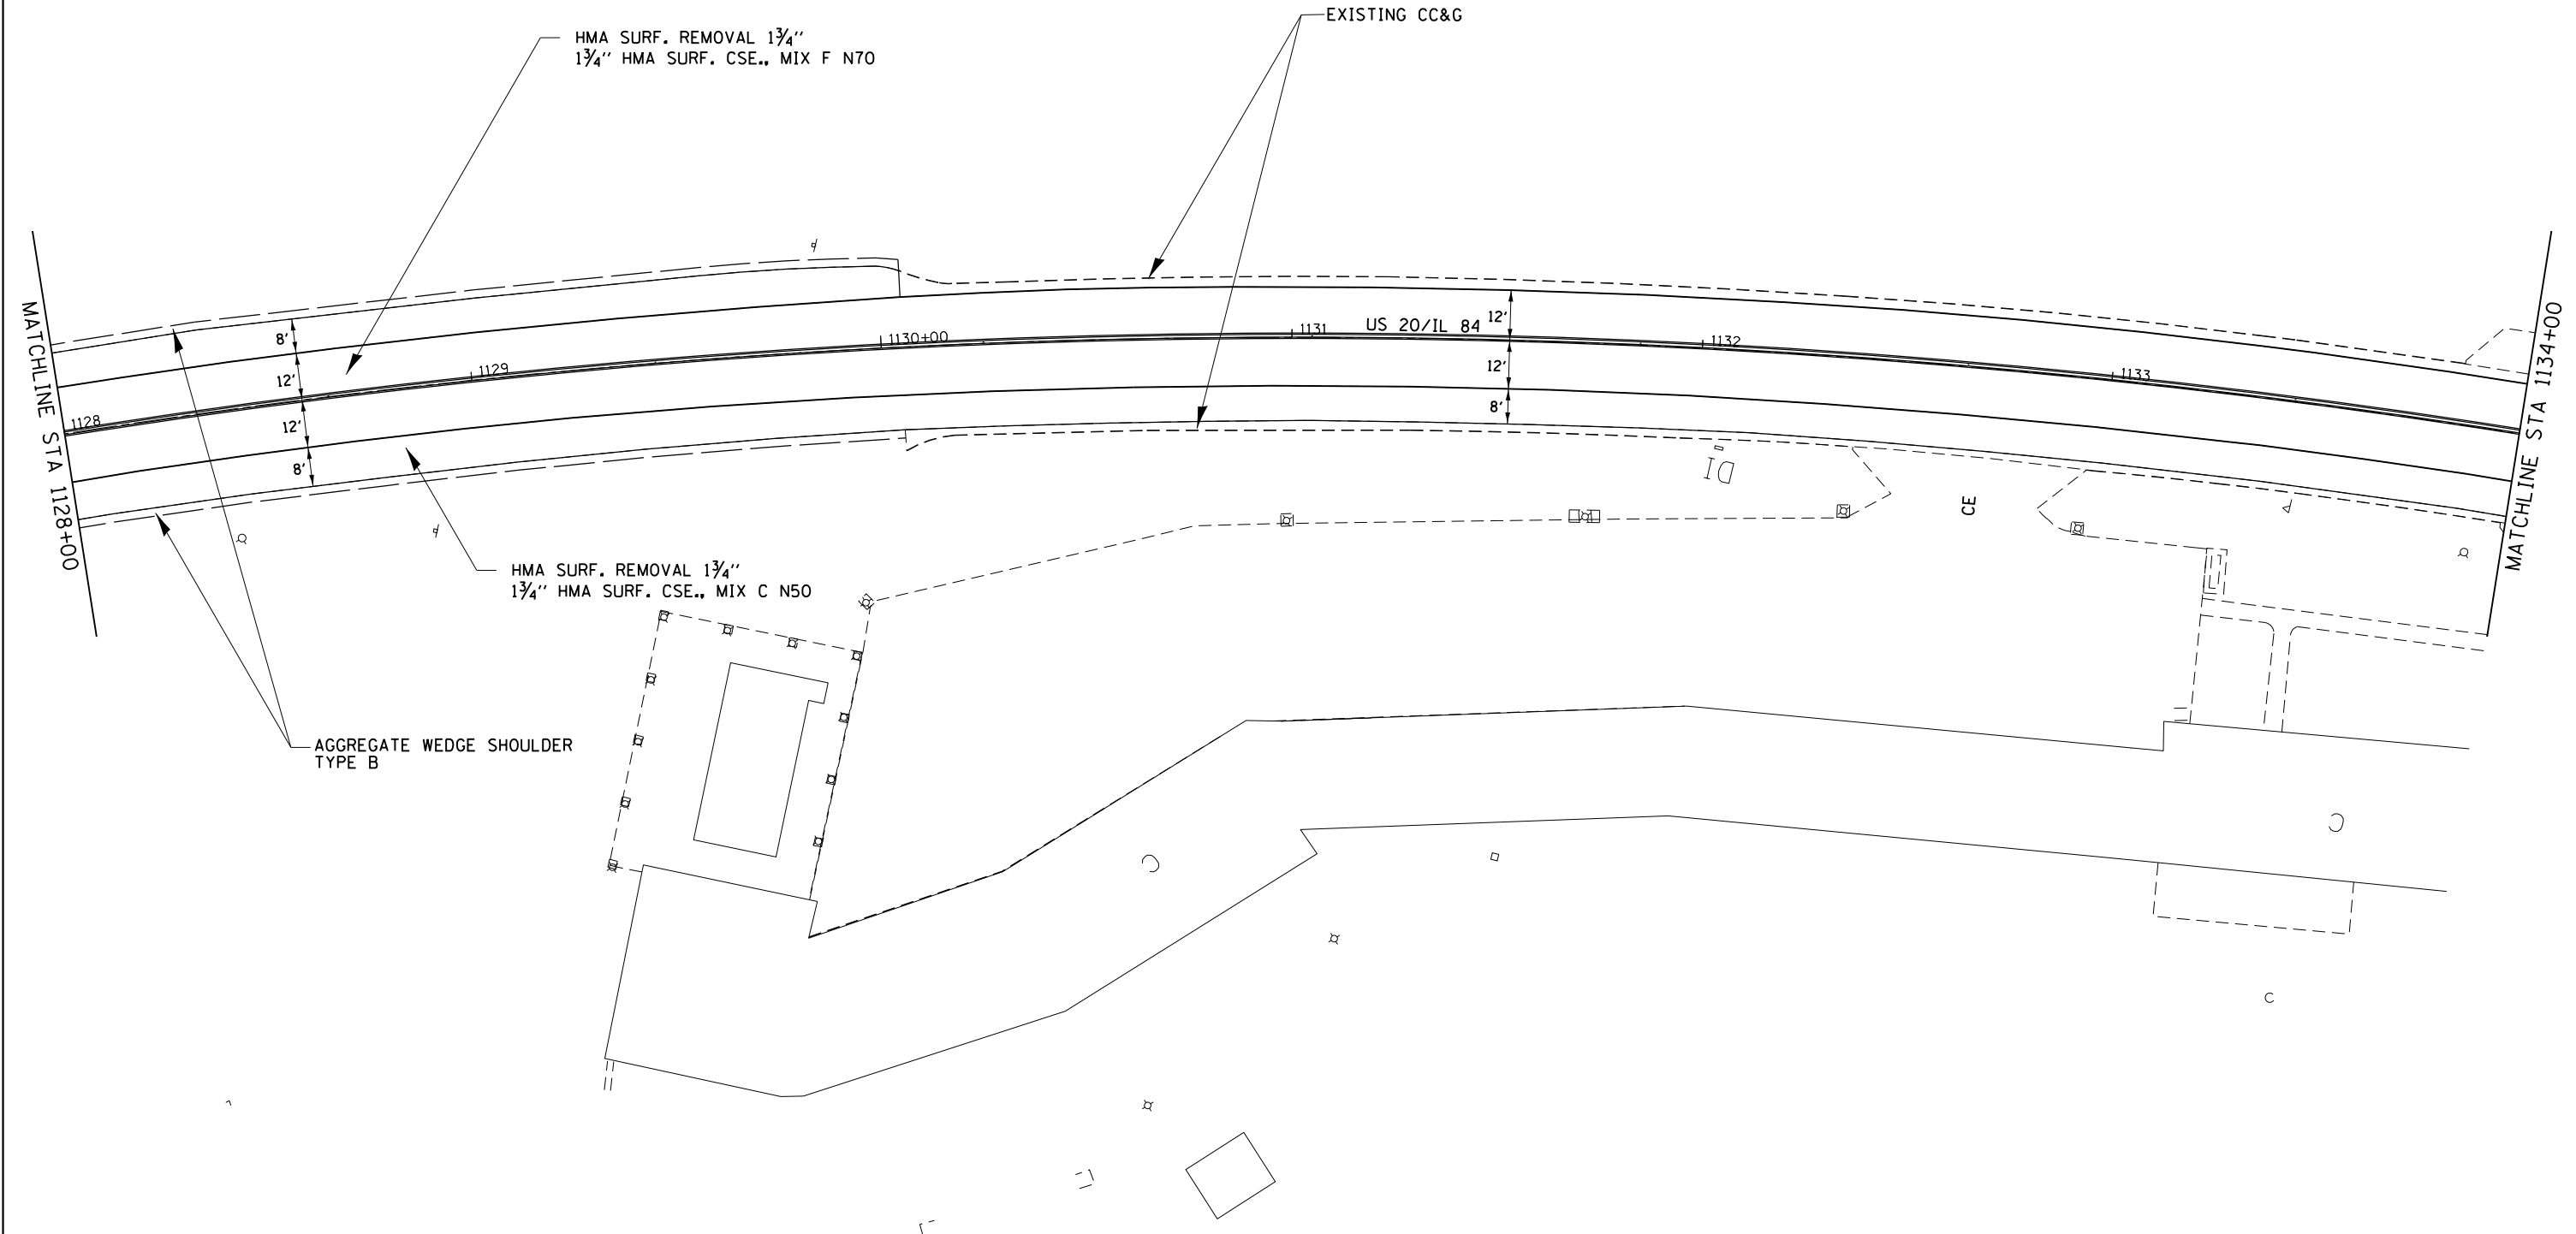 EXISTING CC&G
HMA SURF. REMOVAL 1¾"
1¾" HMA SURF. CSE., MIX F N70
MATCHLINE STA 1128+00
MATCHLINE STA 1134+00
1128
1129
1130+00
1131
US 20/IL 84
1132
1133
8'
12'
12'
8'
12'
12'
8'
DI
CE
HMA SURF. REMOVAL 1¾"
1¾" HMA SURF. CSE., MIX C N50
AGGREGATE WEDGE SHOULDER
TYPE B
C
C
C